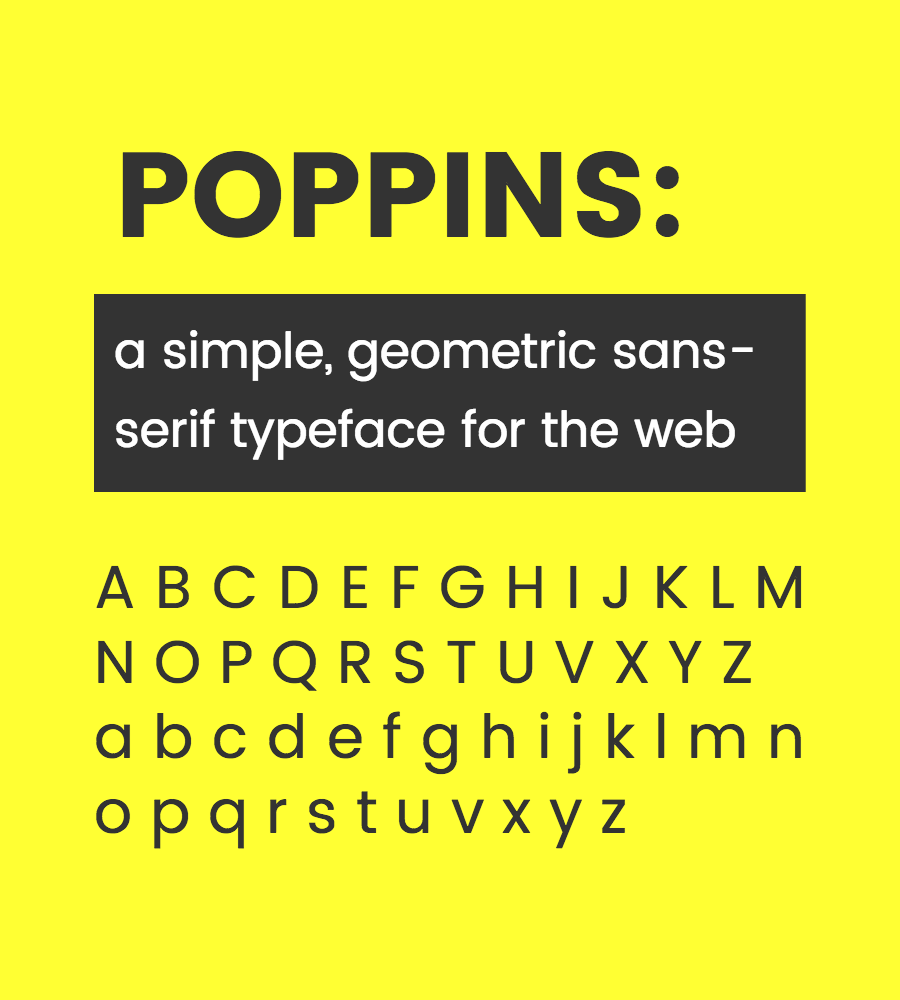 POPPINS:
a simple, geometric sans-
serif typeface for the web
A B C D E F G H I J K L M
N O P Q R S T U V X Y Z
a b c d e f g h i j k l m n
o p q r s t u v x y z